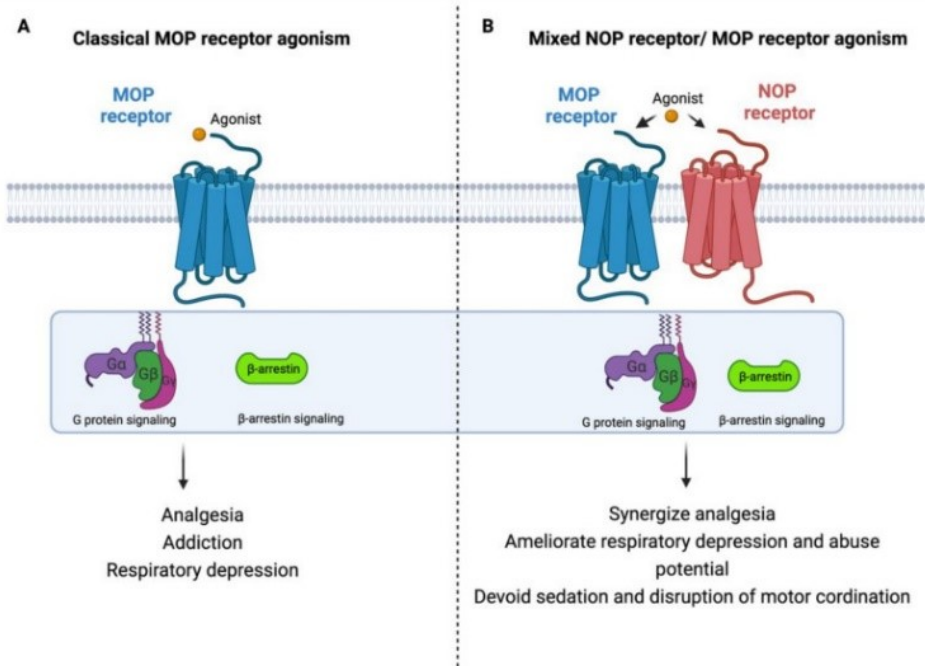 A
Classical MOP receptor agonism
MOP
receptor
Agonist
Gα
Gβ
Gγ
β-arrestin
G protein signaling
β-arrestin signaling
Analgesia
Addiction
Respiratory depression
B
Mixed NOP receptor/ MOP receptor agonism
MOP
receptor
Agonist
NOP
receptor
Gα
Gβ
Gγ
β-arrestin
G protein signaling
β-arrestin signaling
Synergize analgesia
Ameliorate respiratory depression and abuse
potential
Devoid sedation and disruption of motor cordination